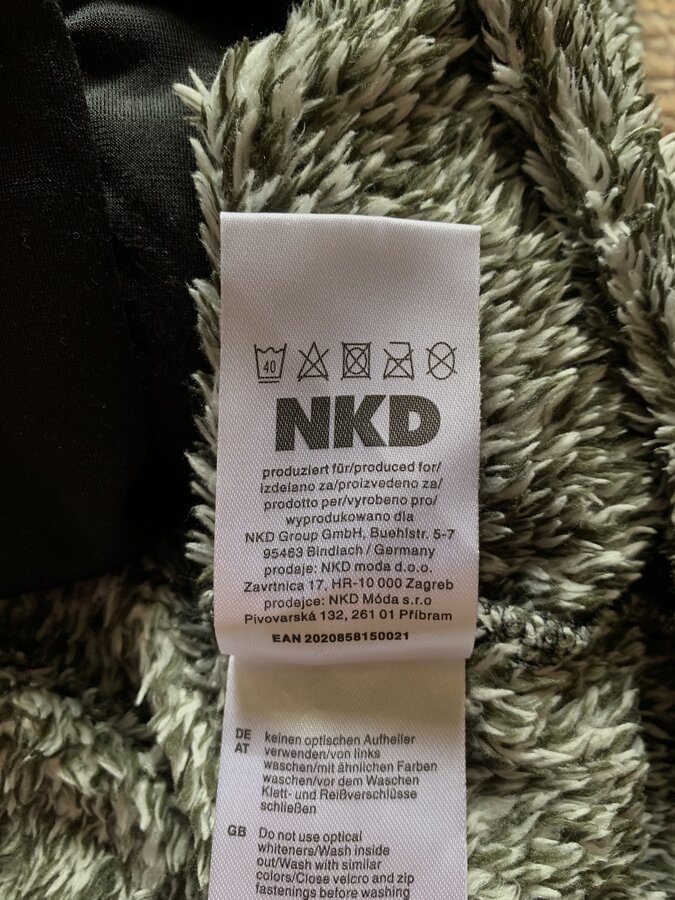 40
NKD
produziert für/produced for/
izdelano za/proizvedeno za/
prodotto per/vyrobeno pro/
wyprodukowano dla
NKD Group GmbH, Buehlstr. 5-7
95463 Bindlach / Germany
prodaje: NKD moda d.o.o.
Zavrtnica 17, HR-10 000 Zagreb
prodejce: NKD Móda s.r.o
Pivovarská 132, 261 01 Příbram
EAN 2020858150021
DE keinen optischen Aufheller
AT verwenden/von links
waschen/mit ähnlichen Farben
waschen/vor dem Waschen
Klett- und Reißverschlüsse
schließen
GB Do not use optical
whiteners/Wash inside
out/Wash with similar
colors/Close velcro and zip
fastenings before washing